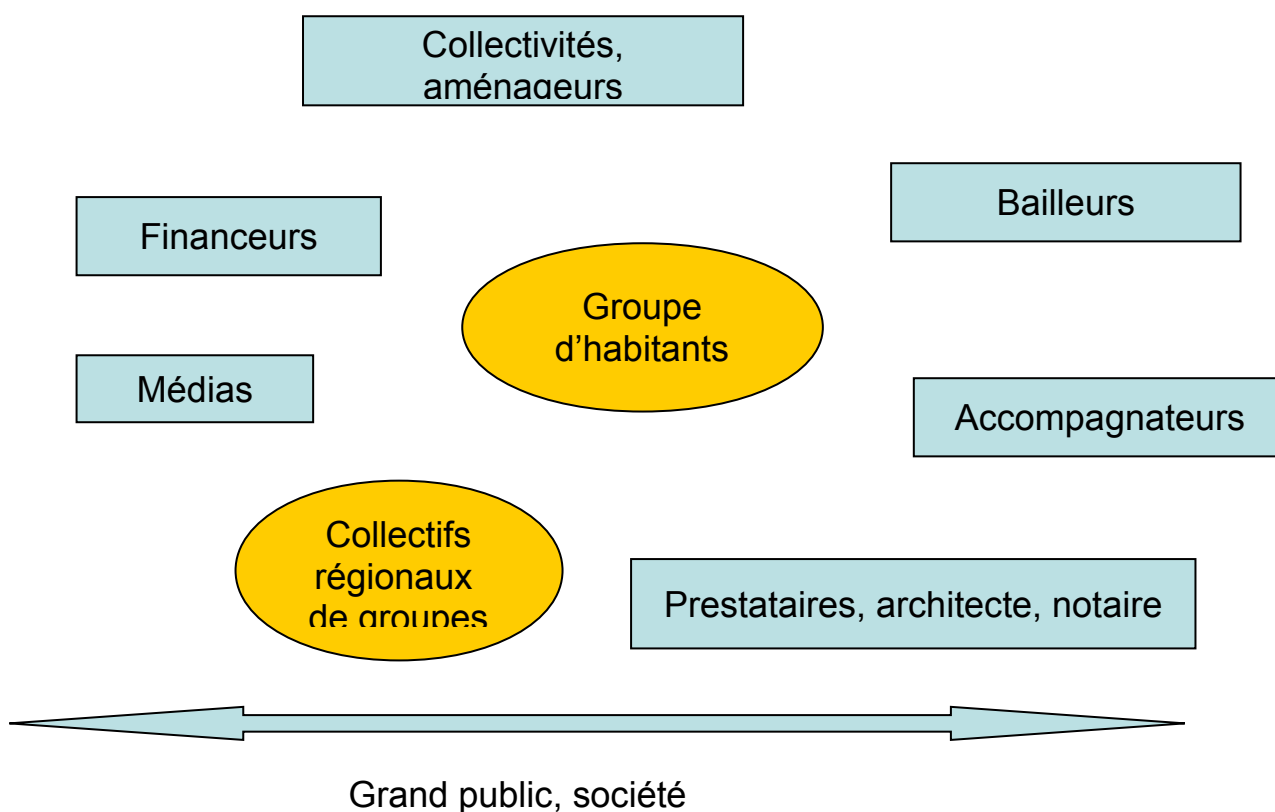 Collectivités,
aménageurs
Bailleurs
Financeurs
Groupe
d’habitants
Médias
Accompagnateurs
Collectifs
régionaux
de groupes
Prestataires, architecte, notaire
Grand public, société